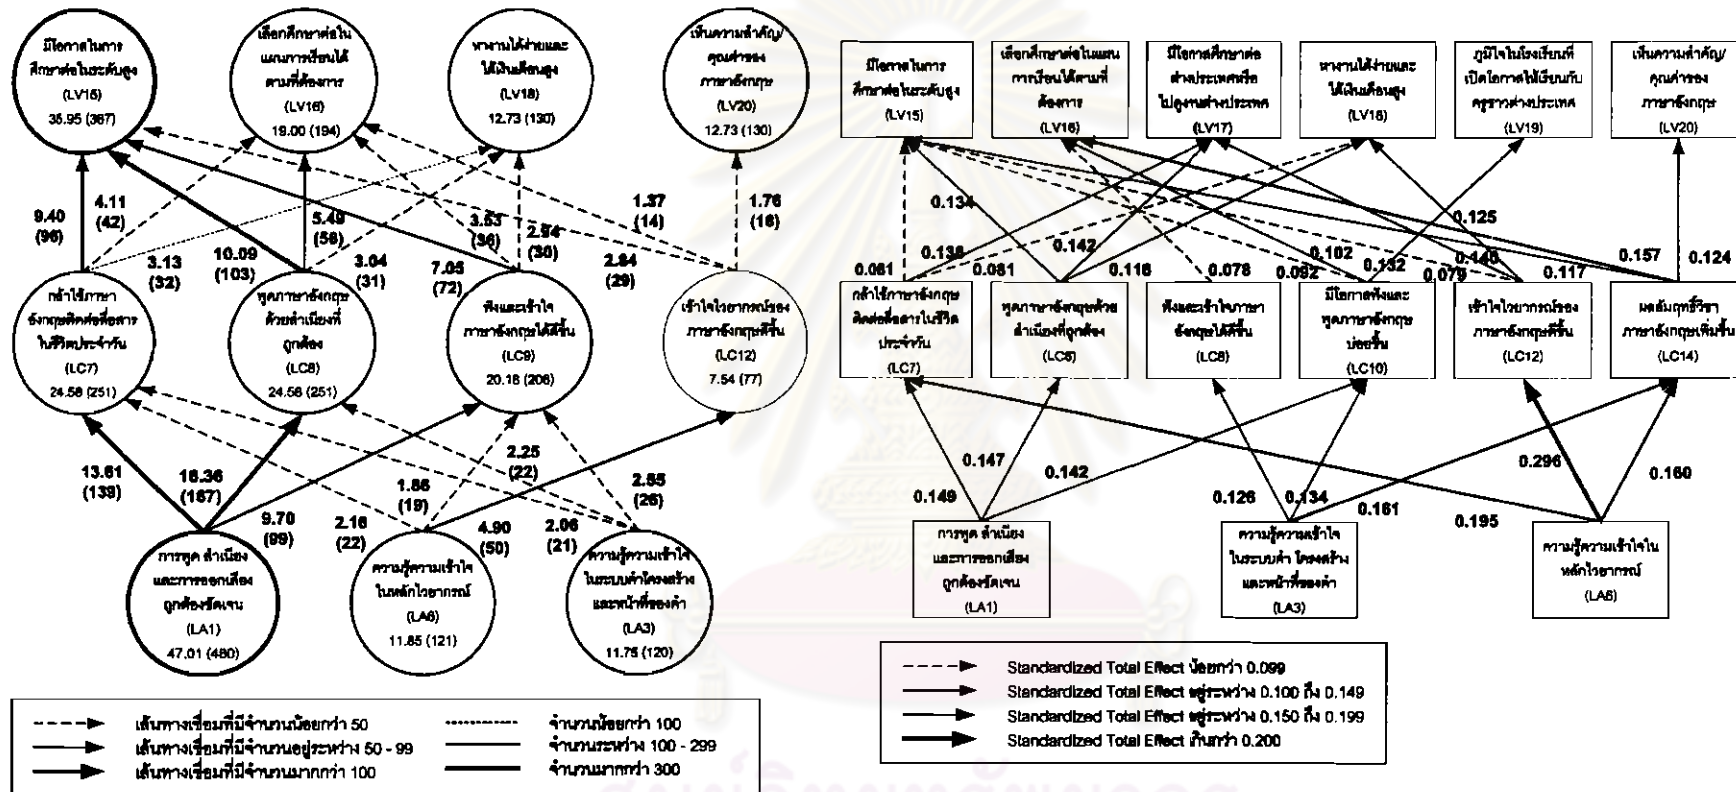 มีโอกาสในการ
ศึกษาต่อในระดับสูง
(LV15)
35.95 (367)
เลือกศึกษาต่อใน
แผนการเรียนได้
ตามที่ต้องการ
(LV16)
19.00 (194)
หางานได้ง่ายและ
ได้เงินเดือนสูง
(LV18)
12.73 (130)
เห็นความสำคัญ/
คุณค่าของ
ภาษาอังกฤษ
(LV20)
12.73 (130)
9.40
(96)
4.11
(42)
3.13
(32)
10.09
(103)
5.49
(56)
3.04
(31)
3.53
(36)
2.94
(30)
7.05
(72)
1.37
(14)
2.84
(29)
1.76
(18)
กล้าใช้ภาษา
อังกฤษติดต่อสื่อสาร
ในชีวิตประจำวัน
(LC7)
24.58 (251)
พูดภาษาอังกฤษ
ด้วยสำเนียงที่
ถูกต้อง
(LC8)
24.58 (251)
ฟังและเข้าใจ
ภาษาอังกฤษได้ดีขึ้น
(LC9)
20.18 (206)
เข้าใจไวยากรณ์ของ
ภาษาอังกฤษดีขึ้น
(LC12)
7.54 (77)
13.61
(139)
16.36
(167)
9.70
(99)
1.86
(19)
2.16
(22)
2.25
(22)
4.90
(50)
2.06
(21)
2.55
(26)
การพูด สำเนียง
และการออกเสียง
ถูกต้องชัดเจน
(LA1)
47.01 (480)
ความรู้ความเข้าใจ
ในหลักไวยากรณ์
(LA6)
11.85 (121)
ความรู้ความเข้าใจ
ในระบบคำโครงสร้าง
และหน้าที่ของคำ
(LA3)
11.75 (120)
เส้นทางเชื่อมที่มีจำนวนน้อยกว่า 50
เส้นทางเชื่อมที่มีจำนวนอยู่ระหว่าง 50 - 99
เส้นทางเชื่อมที่มีจำนวนมากกว่า 100
จำนวนน้อยกว่า 100
จำนวนระหว่าง 100 - 299
จำนวนมากกว่า 300
มีโอกาสในการ
ศึกษาต่อในระดับสูง
(LV15)
เลือกศึกษาต่อในแผน
การเรียนได้ตามที่
ต้องการ
(LV16)
มีโอกาสศึกษาต่อ
ต่างประเทศหรือ
ไปดูงานต่างประเทศ
(LV17)
หางานได้ง่ายและ
ได้เงินเดือนสูง
(LV18)
ภูมิใจในโรงเรียนที่
เปิดโอกาสให้เรียนกับ
ครูชาวต่างประเทศ
(LV19)
เห็นความสำคัญ/
คุณค่าของ
ภาษาอังกฤษ
(LV20)
0.134
0.125
0.061
0.138
0.081
0.142
0.118
0.078
0.092
0.102
0.132
0.079
0.117
0.157
0.124
กล้าใช้ภาษาอังกฤษ
ติดต่อสื่อสารในชีวิต
ประจำวัน
(LC7)
พูดภาษาอังกฤษด้วย
สำเนียงที่ถูกต้อง
ฟังและเข้าใจภาษา
อังกฤษได้ดีขึ้น
มีโอกาสฟังและ
พูดภาษาอังกฤษ
บ่อยขึ้น
(LC10)
เข้าใจไวยากรณ์ของ
ภาษาอังกฤษดีขึ้น
(LC12)
ผลสัมฤทธิ์วิชา
ภาษาอังกฤษเพิ่มขึ้น
(LC14)
0.149
0.147
0.142
0.126
0.134
0.161
0.195
0.296
0.160
การพูด สำเนียง
และการออกเสียง
ถูกต้องชัดเจน
(LA1)
ความรู้ความเข้าใจ
ในระบบคำ โครงสร้าง
และหน้าที่ของคำ
(LA3)
ความรู้ความเข้าใจใน
หลักไวยากรณ์
(LA6)
Standardized Total Effect น้อยกว่า 0.099
Standardized Total Effect อยู่ระหว่าง 0.100 ถึง 0.149
Standardized Total Effect อยู่ระหว่าง 0.150 ถึง 0.199
Standardized Total Effect เกินกว่า 0.200